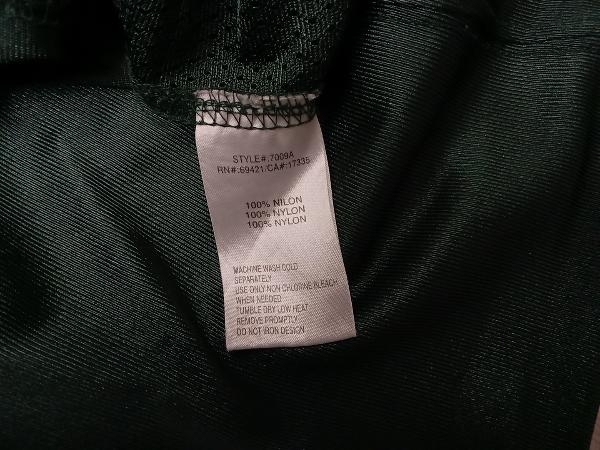 STYLE#:7009A
RN#:69421/CA#:17335
100% NILON
100% NYLON
100% NYLON
MACHINE WASH COLD
SEPARATELY
USE ONLY NON CHLORINE BLEACH
WHEN NEEDED
TUMBLE DRY LOW HEAT
REMOVE PROMPTLY
DO NOT IRON DESIGN